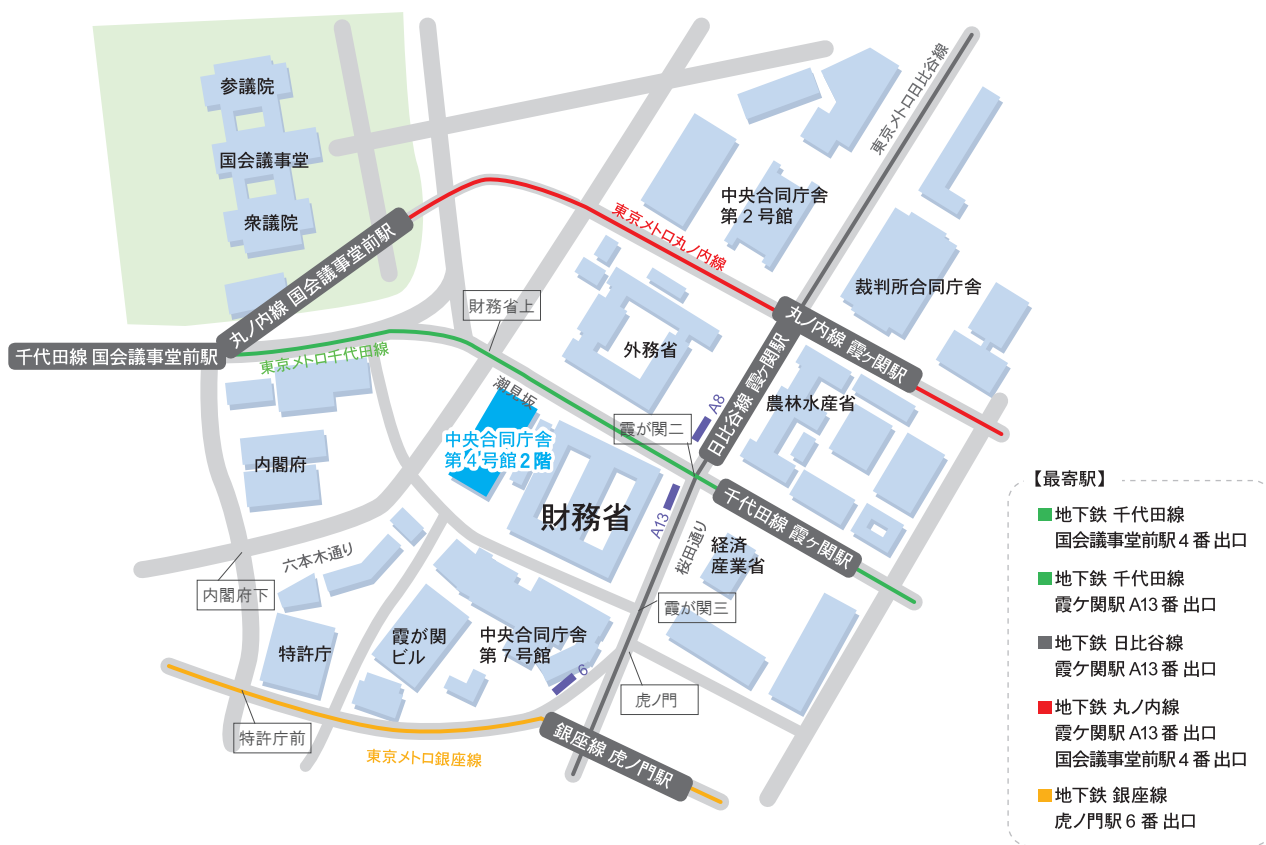 参議院
国会議事堂
衆議院
丸ノ内線 国会議事堂前駅
千代田線 国会議事堂前駅
東京メトロ千代田線
財務省上
東京メトロ丸ノ内線
中央合同庁舎
第2号館
東京メトロ日比谷線
裁判所合同庁舎
外務省
丸ノ内線 霞ケ関駅
日比谷線 霞ケ関駅
農林水産省
A8
潮見坂
霞が関二
中央合同庁舎
第4号館2階
財務省
内閣府
A13
千代田線 霞ケ関駅
桜田通り
経済
産業省
六本木通り
内閣府下
霞が関三
特許庁
霞が関
ビル
中央合同庁舎
第7号館
6
虎ノ門
特許庁前
東京メトロ銀座線
銀座線 虎ノ門駅
【最寄駅】
地下鉄 千代田線
国会議事堂前駅4番出口
地下鉄 千代田線
霞ケ関駅A13番出口
地下鉄 日比谷線
霞ケ関駅A13番出口
地下鉄 丸ノ内線
霞ケ関駅A13番出口
国会議事堂前駅4番出口
地下鉄 銀座線
虎ノ門駅6番出口